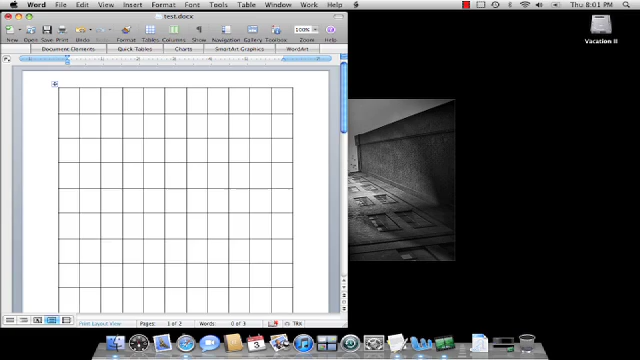 Word File Edit View Insert Format Font Tools Table Window Work Help Thu 8:01 PM
test.docx
New Open Save Print Undo Redo Format Tables Columns Show Navigation Gallery Toolbox Zoom Help
100%
Document Elements Quick Tables Charts SmartArt Graphics WordArt
Vacation II
Print Layout View Pages: 1 of 2 Words: 0 of 3 TRK
3